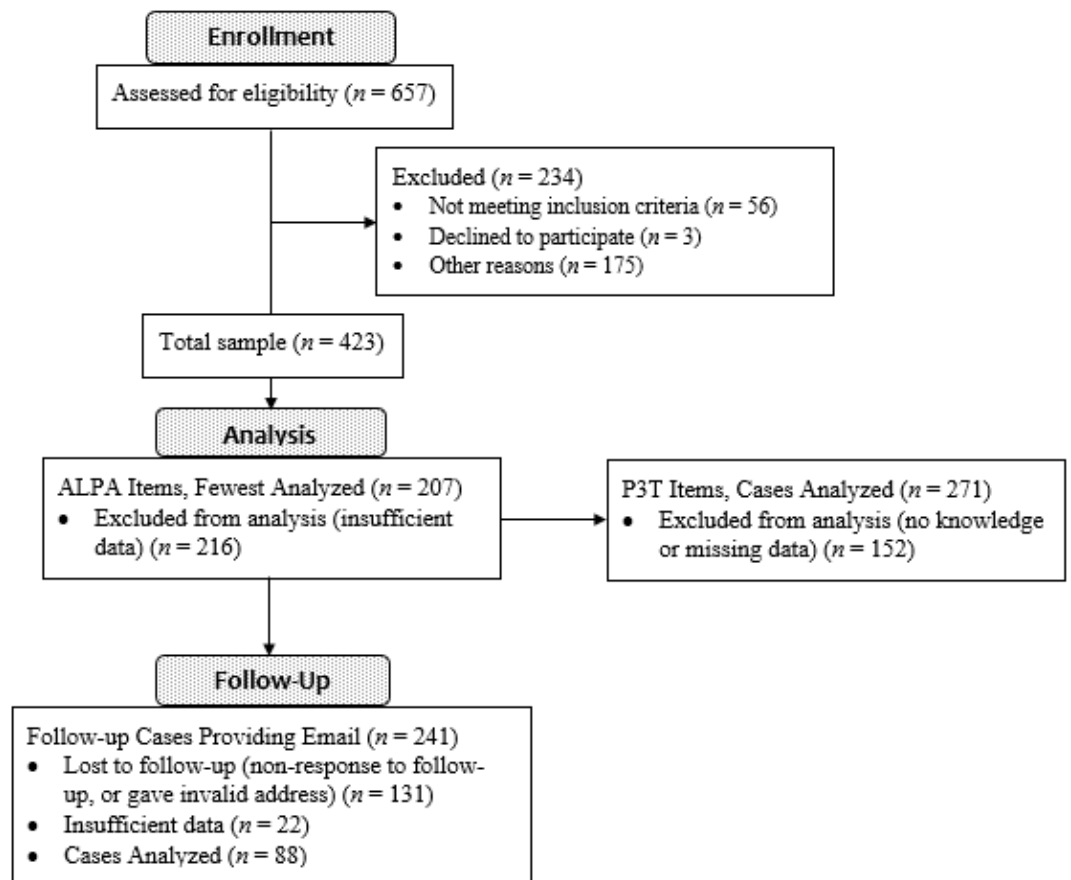 Enrollment
Assessed for eligibility (n = 657)
Excluded (n = 234)
• Not meeting inclusion criteria (n = 56)
• Declined to participate (n = 3)
• Other reasons (n = 175)
Total sample (n = 423)
Analysis
ALPA Items, Fewest Analyzed (n = 207)
• Excluded from analysis (insufficient
data) (n = 216)
P3T Items, Cases Analyzed (n = 271)
• Excluded from analysis (no knowledge
or missing data) (n = 152)
Follow-Up
Follow-up Cases Providing Email (n = 241)
• Lost to follow-up (non-response to follow-
up, or gave invalid address) (n = 131)
• Insufficient data (n = 22)
• Cases Analyzed (n = 88)